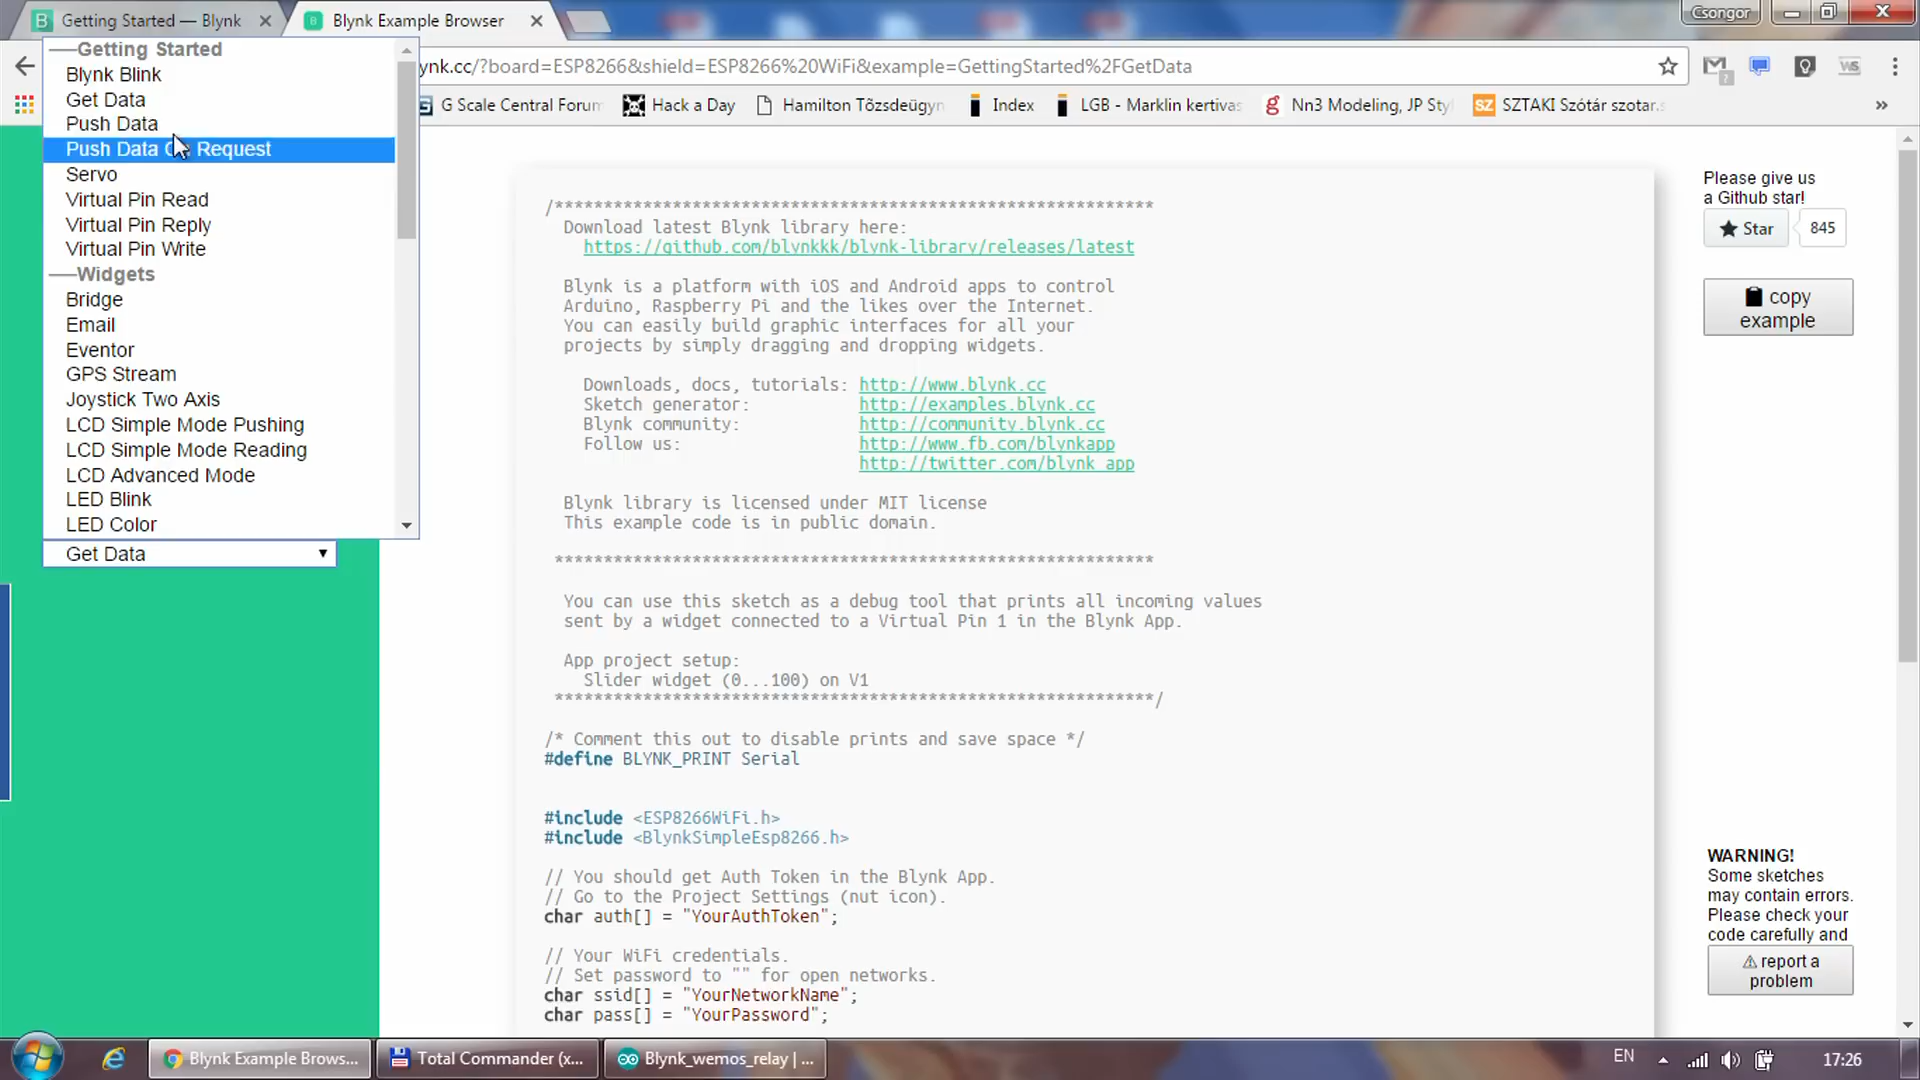 Getting Started — Blynk
Blynk Example Browser
Csongor
nk.cc/?board=ESP8266&shield=ESP8266%20WiFi&example=GettingStarted%2FGetData
G Scale Central Forum
Hack a Day
Hamilton Tőzsdeügyn
Index
LGB - Marklin kertivas
Nn3 Modeling, JP Sty
SZTAKI Szótár szotar.s
»
Getting Started
Blynk Blink
Get Data
Push Data
Push Data Request
Servo
Virtual Pin Read
Virtual Pin Reply
Virtual Pin Write
Widgets
Bridge
Email
Eventor
GPS Stream
Joystick Two Axis
LCD Simple Mode Pushing
LCD Simple Mode Reading
LCD Advanced Mode
LED Blink
LED Color
Get Data
/*************************************************************
Download latest Blynk library here:
https://github.com/blynkkk/blynk-library/releases/latest
Blynk is a platform with iOS and Android apps to control
Arduino, Raspberry Pi and the likes over the Internet.
You can easily build graphic interfaces for all your
projects by simply dragging and dropping widgets.
Downloads, docs, tutorials: http://www.blynk.cc
Sketch generator: http://examples.blynk.cc
Blynk community: http://community.blynk.cc
Follow us: http://www.fb.com/blynkapp
http://twitter.com/blynk_app
Blynk library is licensed under MIT license
This example code is in public domain.
*************************************************************
You can use this sketch as a debug tool that prints all incoming values
sent by a widget connected to a Virtual Pin 1 in the Blynk App.
App project setup:
Slider widget (0...100) on V1
*************************************************************/
/* Comment this out to disable prints and save space */
#define BLYNK_PRINT Serial
#include <ESP8266WiFi.h>
#include <BlynkSimpleEsp8266.h>
// You should get Auth Token in the Blynk App.
// Go to the Project Settings (nut icon).
char auth[] = "YourAuthToken";
// Your WiFi credentials.
// Set password to "" for open networks.
char ssid[] = "YourNetworkName";
char pass[] = "YourPassword";
Please give us
a Github star!
Star 845
copy
example
WARNING!
Some sketches
may contain errors.
Please check your
code carefully and
report a
problem
Blynk Example Brows...
Total Commander (x...
Blynk_wemos_relay | ...
EN
17:26